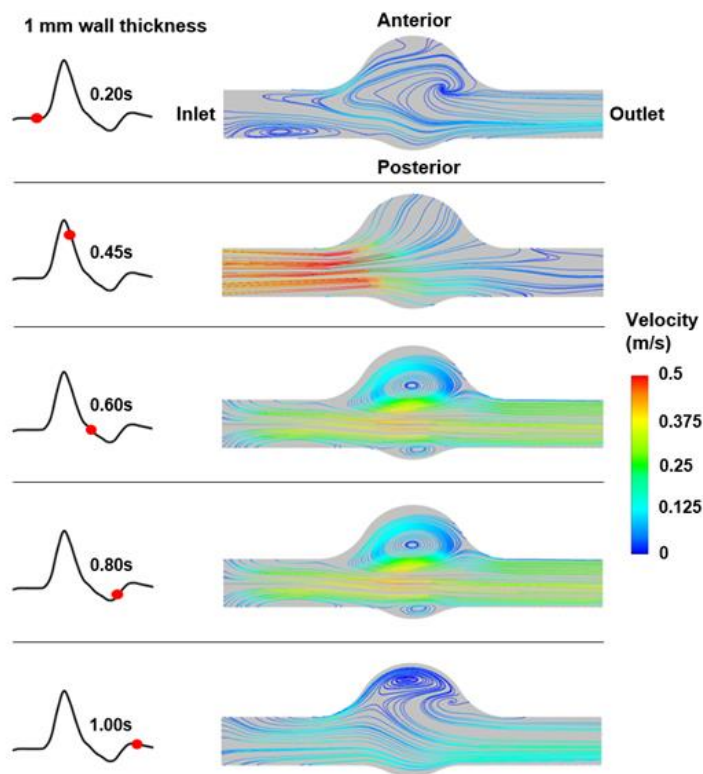 1 mm wall thickness
Anterior
0.20s
Inlet
Outlet
Posterior
0.45s
Velocity
(m/s)
0.5
0.375
0.25
0.125
0
0.60s
0.80s
1.00s